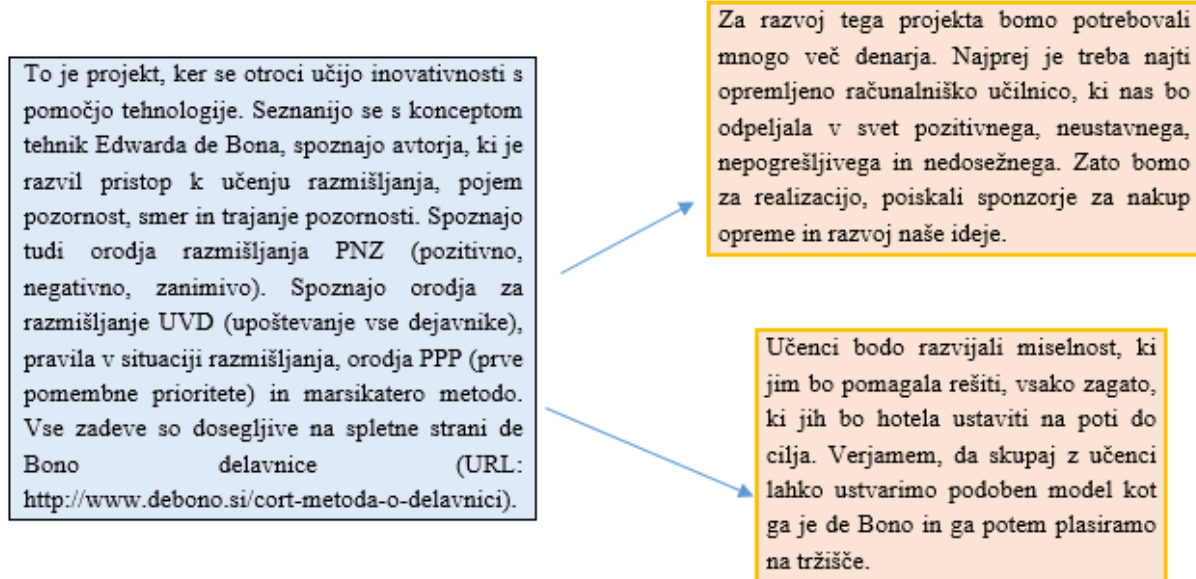 To je projekt, ker se otroci učijo inovativnosti s
pomočjo tehnologije. Seznanijo se s konceptom
tehnik Edwarda de Bona, spoznajo avtorja, ki je
razvil pristop k učenju razmišljanja, pojem
pozornost, smer in trajanje pozornosti. Spoznajo
tudi orodja razmišljanja PNZ (pozitivno,
negativno, zanimivo). Spoznajo orodja za
razmišljanje UVD (upoštevanje vse dejavnike),
pravila v situaciji razmišljanja, orodja PPP (prve
pomembne prioritete) in marsikatero metodo.
Vse zadeve so dosegljive na spletne strani de
Bono delavnice (URL:
http://www.debono.si/cort-metoda-o-delavnici).
Za razvoj tega projekta bomo potrebovali
mnogo več denarja. Najprej je treba najti
opremljeno računalniško učilnico, ki nas bo
odpeljala v svet pozitivnega, neustavnega,
nepogrešljivega in nedosežnega. Zato bomo
za realizacijo, poiskali sponzorje za nakup
opreme in razvoj naše ideje.
Učenci bodo razvijali miselnost, ki
jim bo pomagala rešiti, vsako zagato,
ki jih bo hotela ustaviti na poti do
cilja. Verjamem, da skupaj z učenci
lahko ustvarimo podoben model kot
ga je de Bono in ga potem plasiramo
na tržišče.